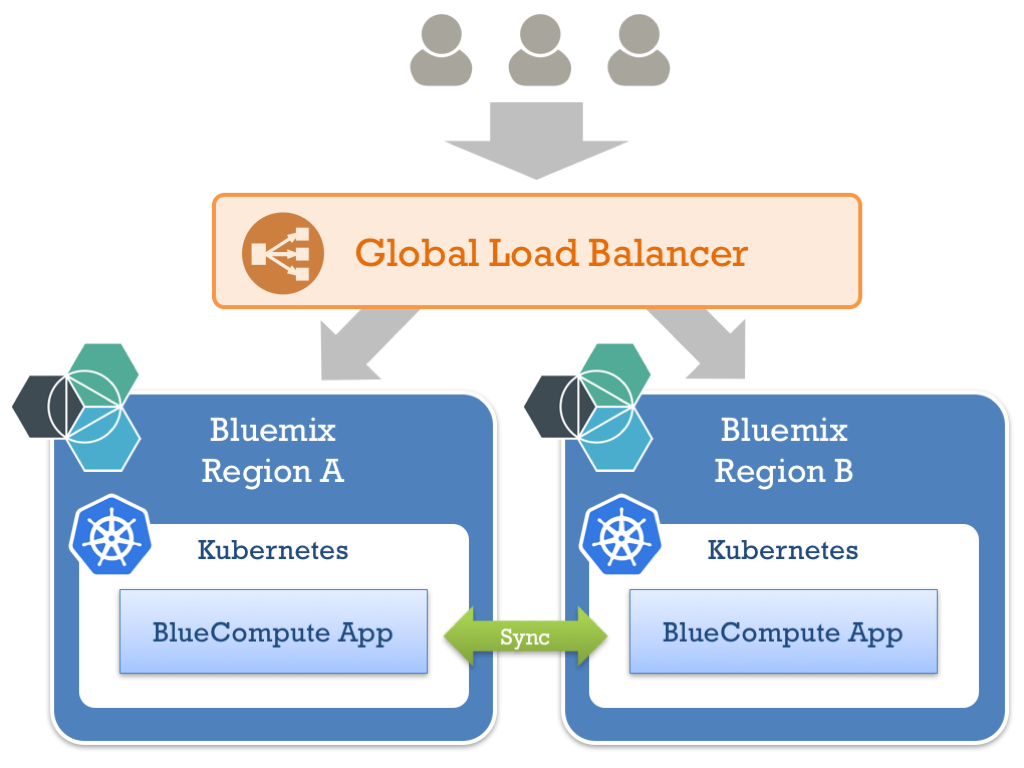 Global Load Balancer
Bluemix
Region A
Kubernetes
BlueCompute App
Sync
Bluemix
Region B
Kubernetes
BlueCompute App